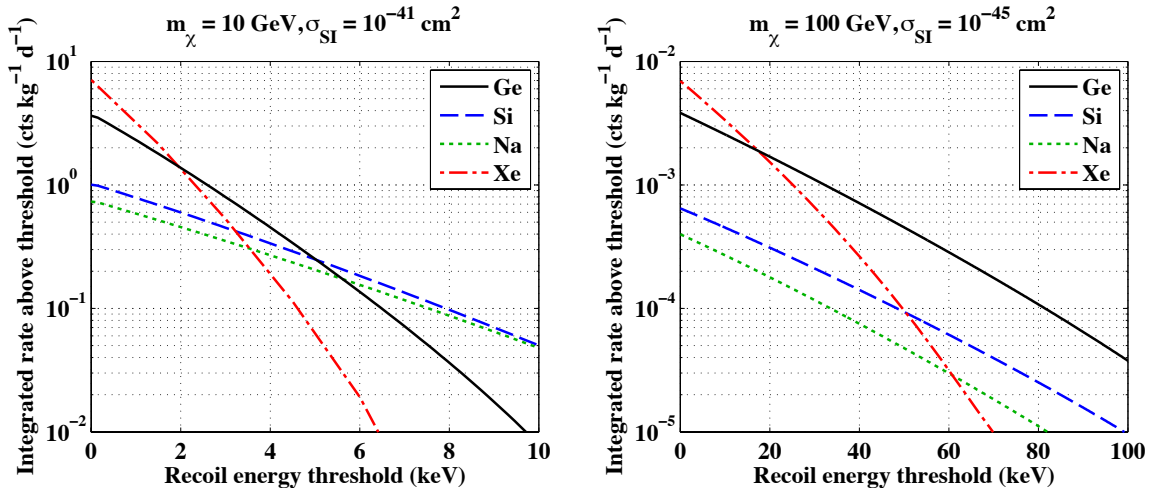 m_χ = 10 GeV,σ_SI = 10^−41 cm^2
Integrated rate above threshold (cts kg^−1 d^−1)
10^1
10^0
10^−1
10^−2
0 2 4 6 8 10
Recoil energy threshold (keV)
Ge
Si
Na
Xe
m_χ = 100 GeV,σ_SI = 10^−45 cm^2
Integrated rate above threshold (cts kg^−1 d^−1)
10^−2
10^−3
10^−4
10^−5
0 20 40 60 80 100
Recoil energy threshold (keV)
Ge
Si
Na
Xe